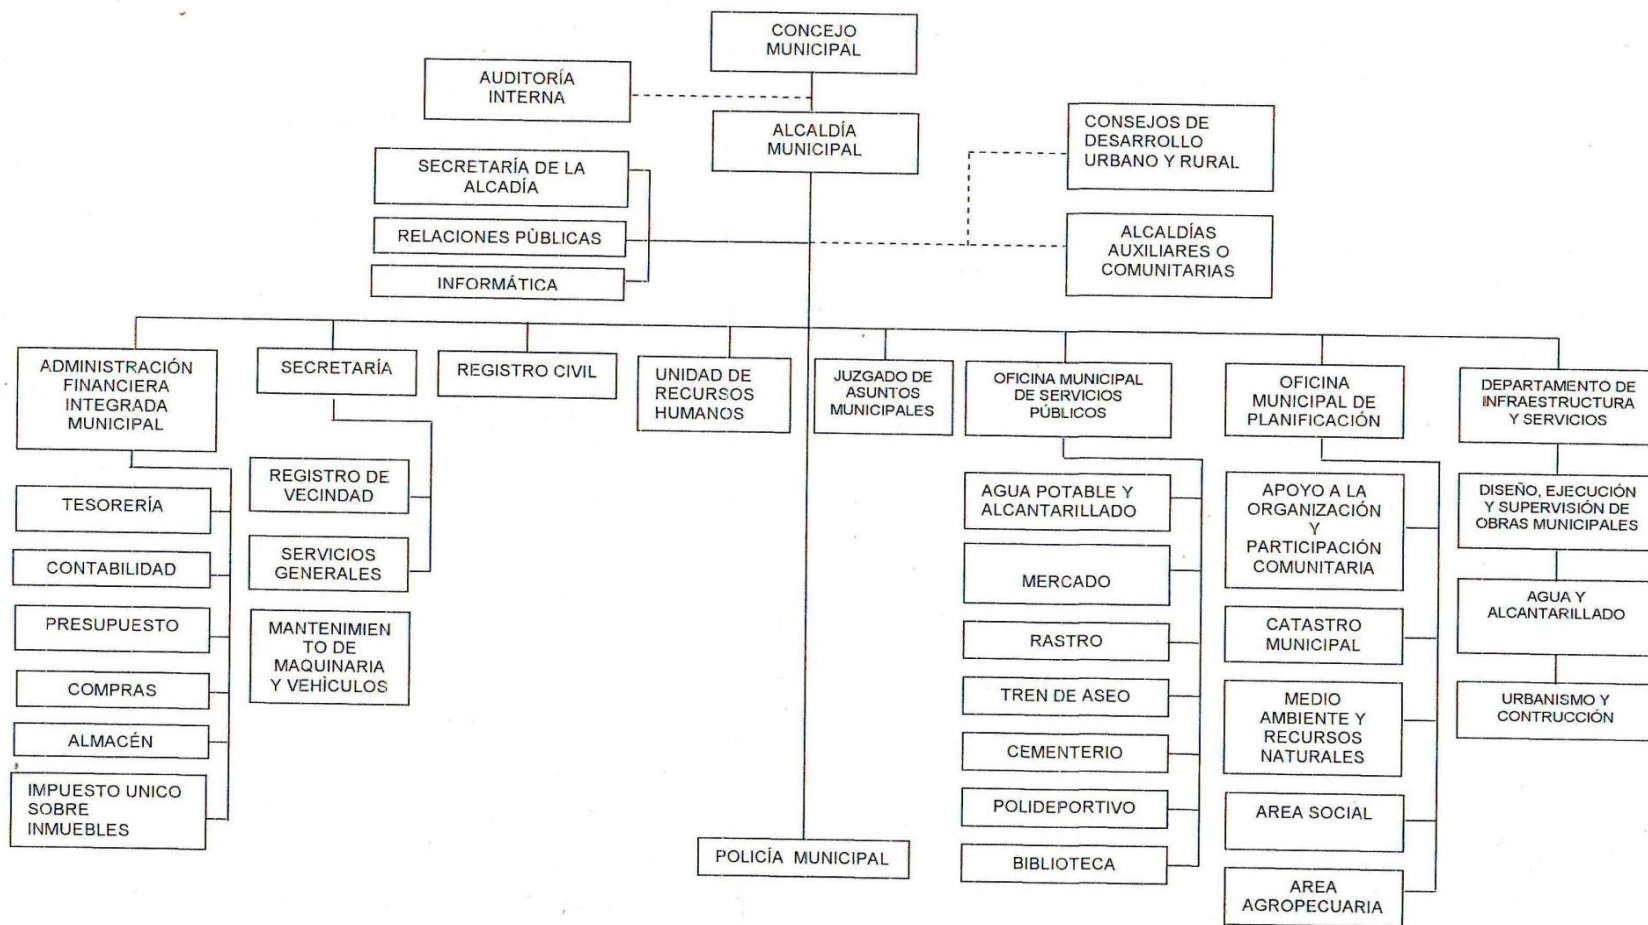 CONCEJO
MUNICIPAL
AUDITORÍA
INTERNA
ALCALDÍA
MUNICIPAL
CONSEJOS DE
DESARROLLO
URBANO Y RURAL
SECRETARÍA DE LA
ALCADÍA
RELACIONES PÙBLICAS
INFORMÁTICA
ALCALDÍAS
AUXILIARES O
COMUNITARIAS
ADMINISTRACIÓN
FINANCIERA
INTEGRADA
MUNICIPAL
TESORERÍA
CONTABILIDAD
PRESUPUESTO
COMPRAS
ALMACÉN
IMPUESTO UNICO
SOBRE
INMUEBLES
SECRETARÍA
REGISTRO DE
VECINDAD
SERVICIOS
GENERALES
MANTENIMIEN
TO DE
MAQUINARIA
Y VEHÌCULOS
REGISTRO CIVIL
UNIDAD DE
RECURSOS
HUMANOS
JUZGADO DE
ASUNTOS
MUNICIPALES
OFICINA MUNICIPAL
DE SERVICIOS
PÚBLICOS
AGUA POTABLE Y
ALCANTARILLADO
MERCADO
RASTRO
TREN DE ASEO
CEMENTERIO
POLIDEPORTIVO
BIBLIOTECA
OFICINA
MUNICIPAL DE
PLANIFICACIÓN
APOYO A LA
ORGANIZACIÓN
Y
PARTICIPACIÓN
COMUNITARIA
CATASTRO
MUNICIPAL
MEDIO
AMBIENTE Y
RECURSOS
NATURALES
AREA SOCIAL
AREA
AGROPECUARIA
DEPARTAMENTO DE
INFRAESTRUCTURA
Y SERVICIOS
DISEÑO, EJECUCIÓN
Y SUPERVISIÓN DE
OBRAS MUNICIPALES
AGUA Y
ALCANTARILLADO
URBANISMO Y
CONTRUCCIÓN
POLICÍA MUNICIPAL